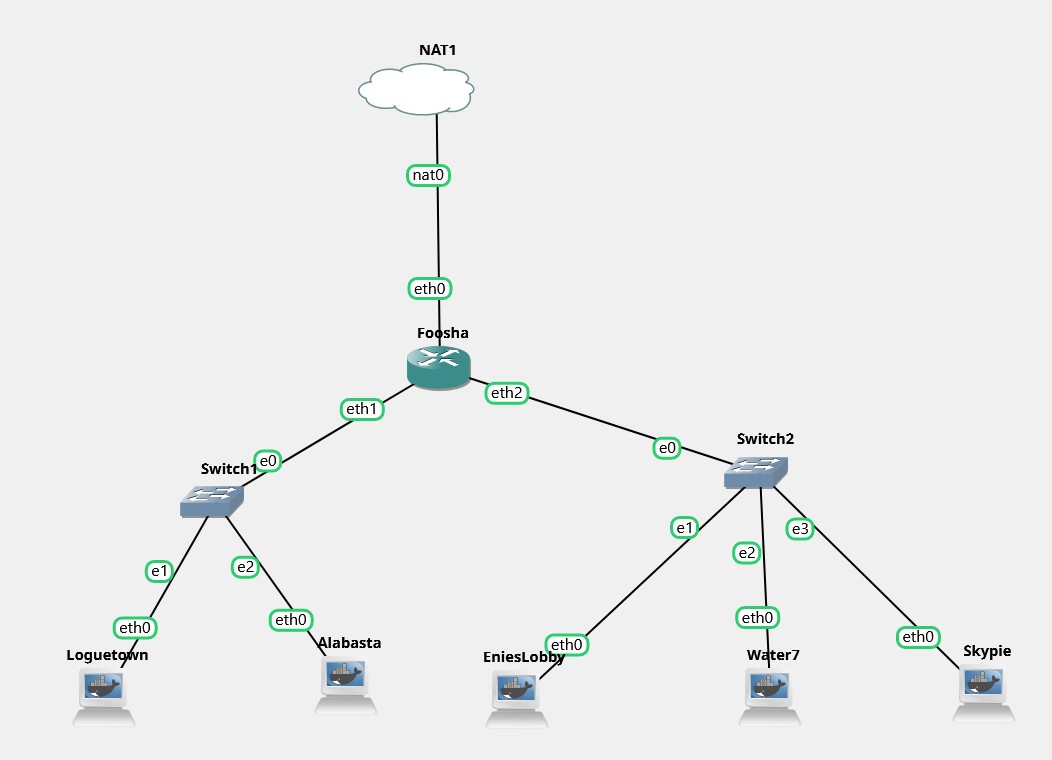 NAT1
nat0
eth0
Foosha
eth1
eth2
e0
Switch1
e0
Switch2
e1
e2
e1
e2
e3
eth0
eth0
eth0
eth0
eth0
Loguetown
Alabasta
EniesLobby
Water7
Skypie